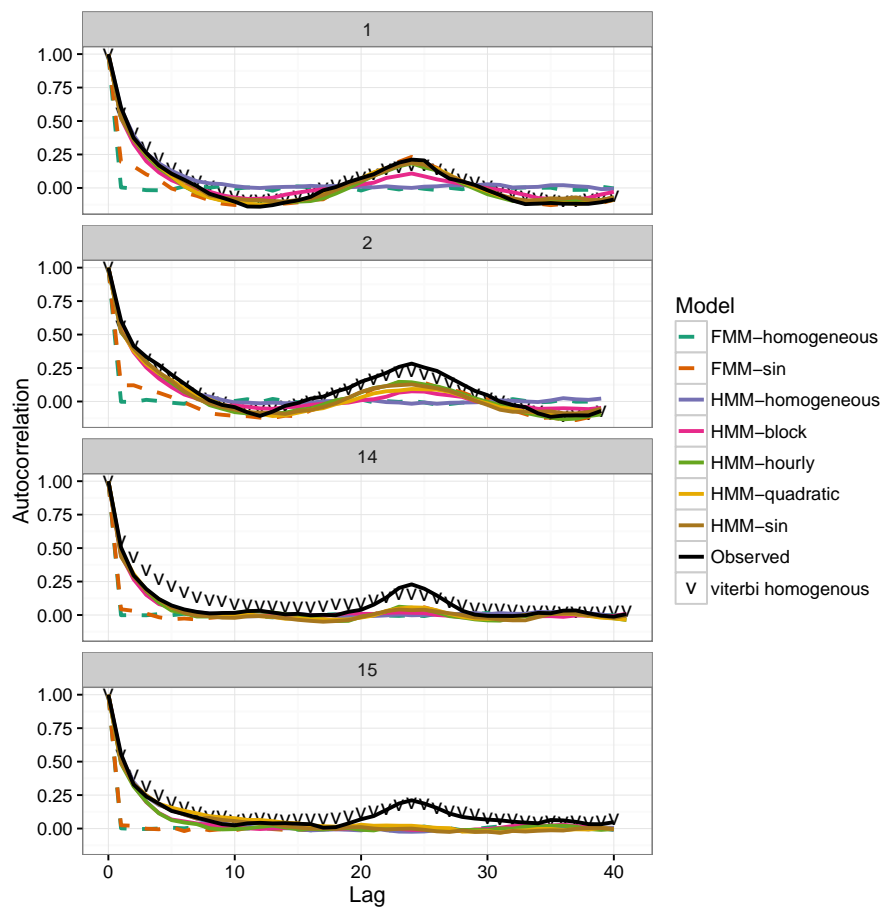 1
1.00
0.75
0.50
0.25
0.00
2
1.00
0.75
0.50
0.25
0.00
14
1.00
0.75
0.50
0.25
0.00
15
1.00
0.75
0.50
0.25
0.00
0 10 20 30 40
Lag
Autocorrelation
Model
FMM-homogeneous
FMM-sin
HMM-homogeneous
HMM-block
HMM-hourly
HMM-quadratic
HMM-sin
Observed
v viterbi homogenous